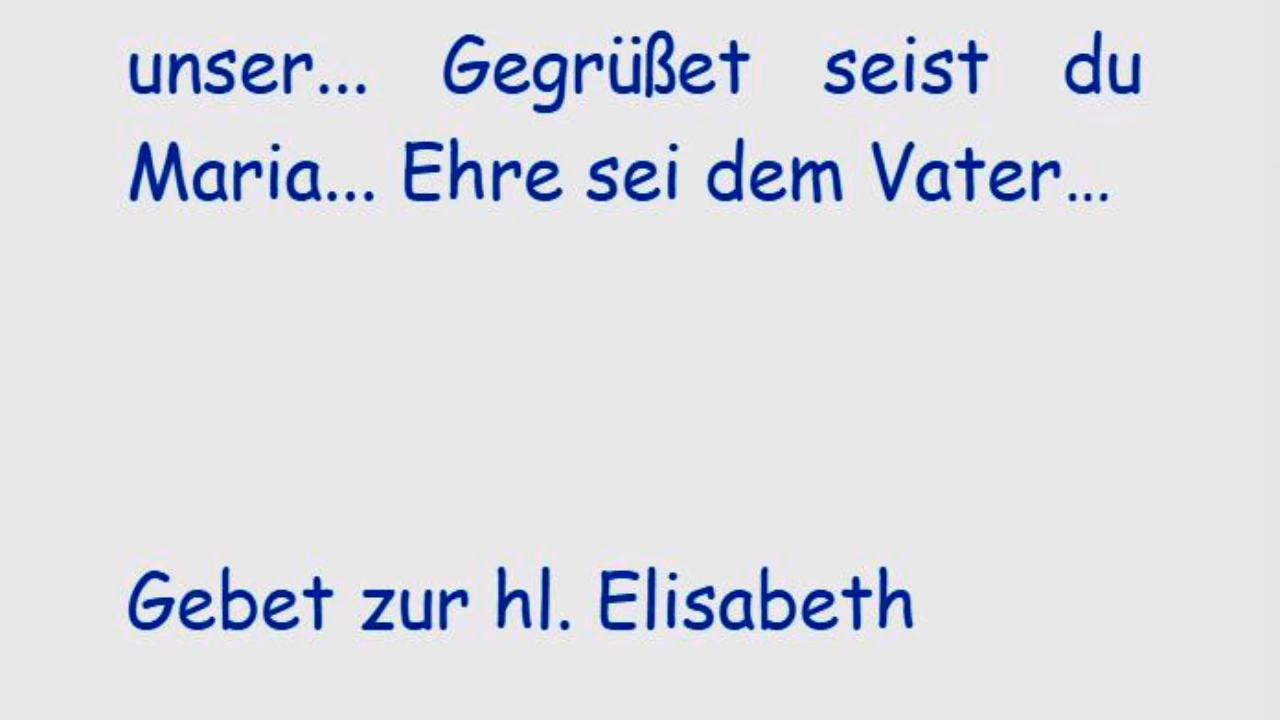 unser... Gegrüßet seist du
Maria... Ehre sei dem Vater...
Gebet zur hl. Elisabeth